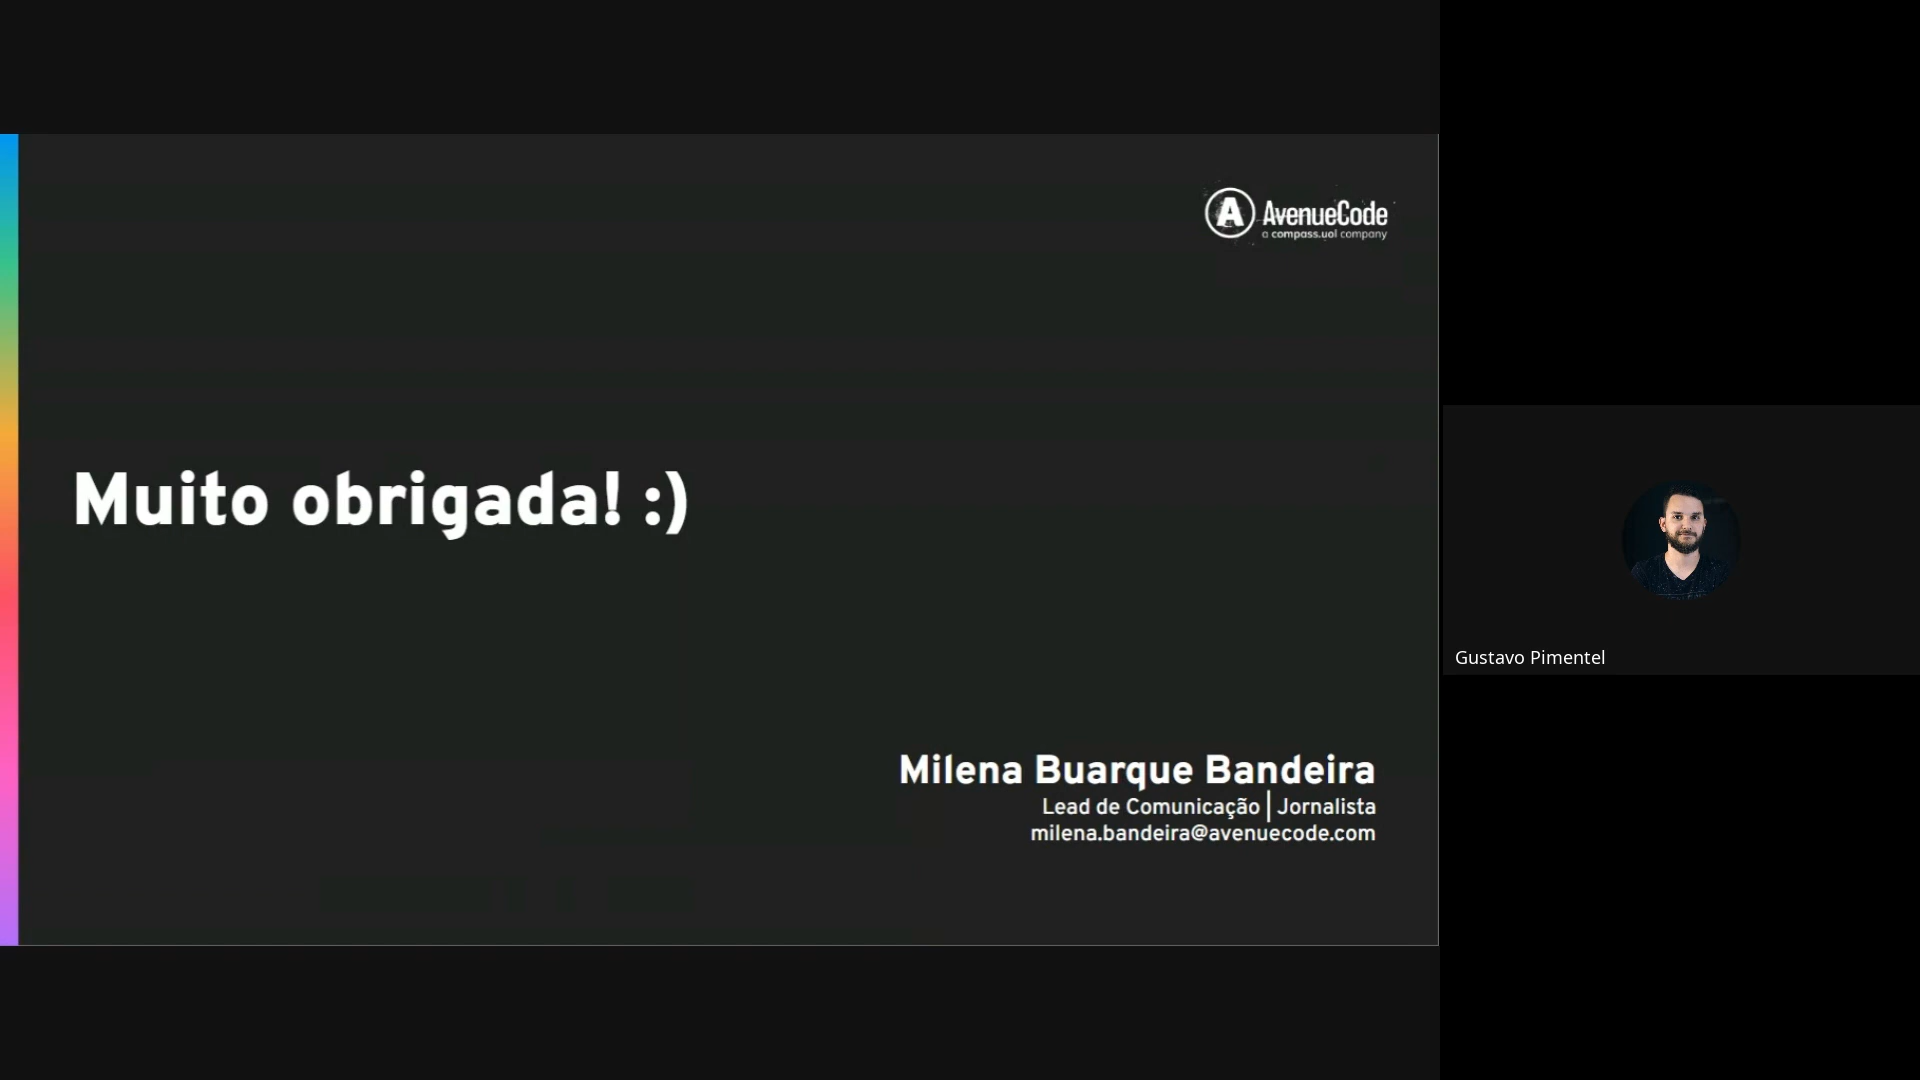 A AvenueCode
a compass.uol company
Muito obrigada! :)
Gustavo Pimentel
Milena Buarque Bandeira
Lead de Comunicação | Jornalista
milena.bandeira@avenuecode.com